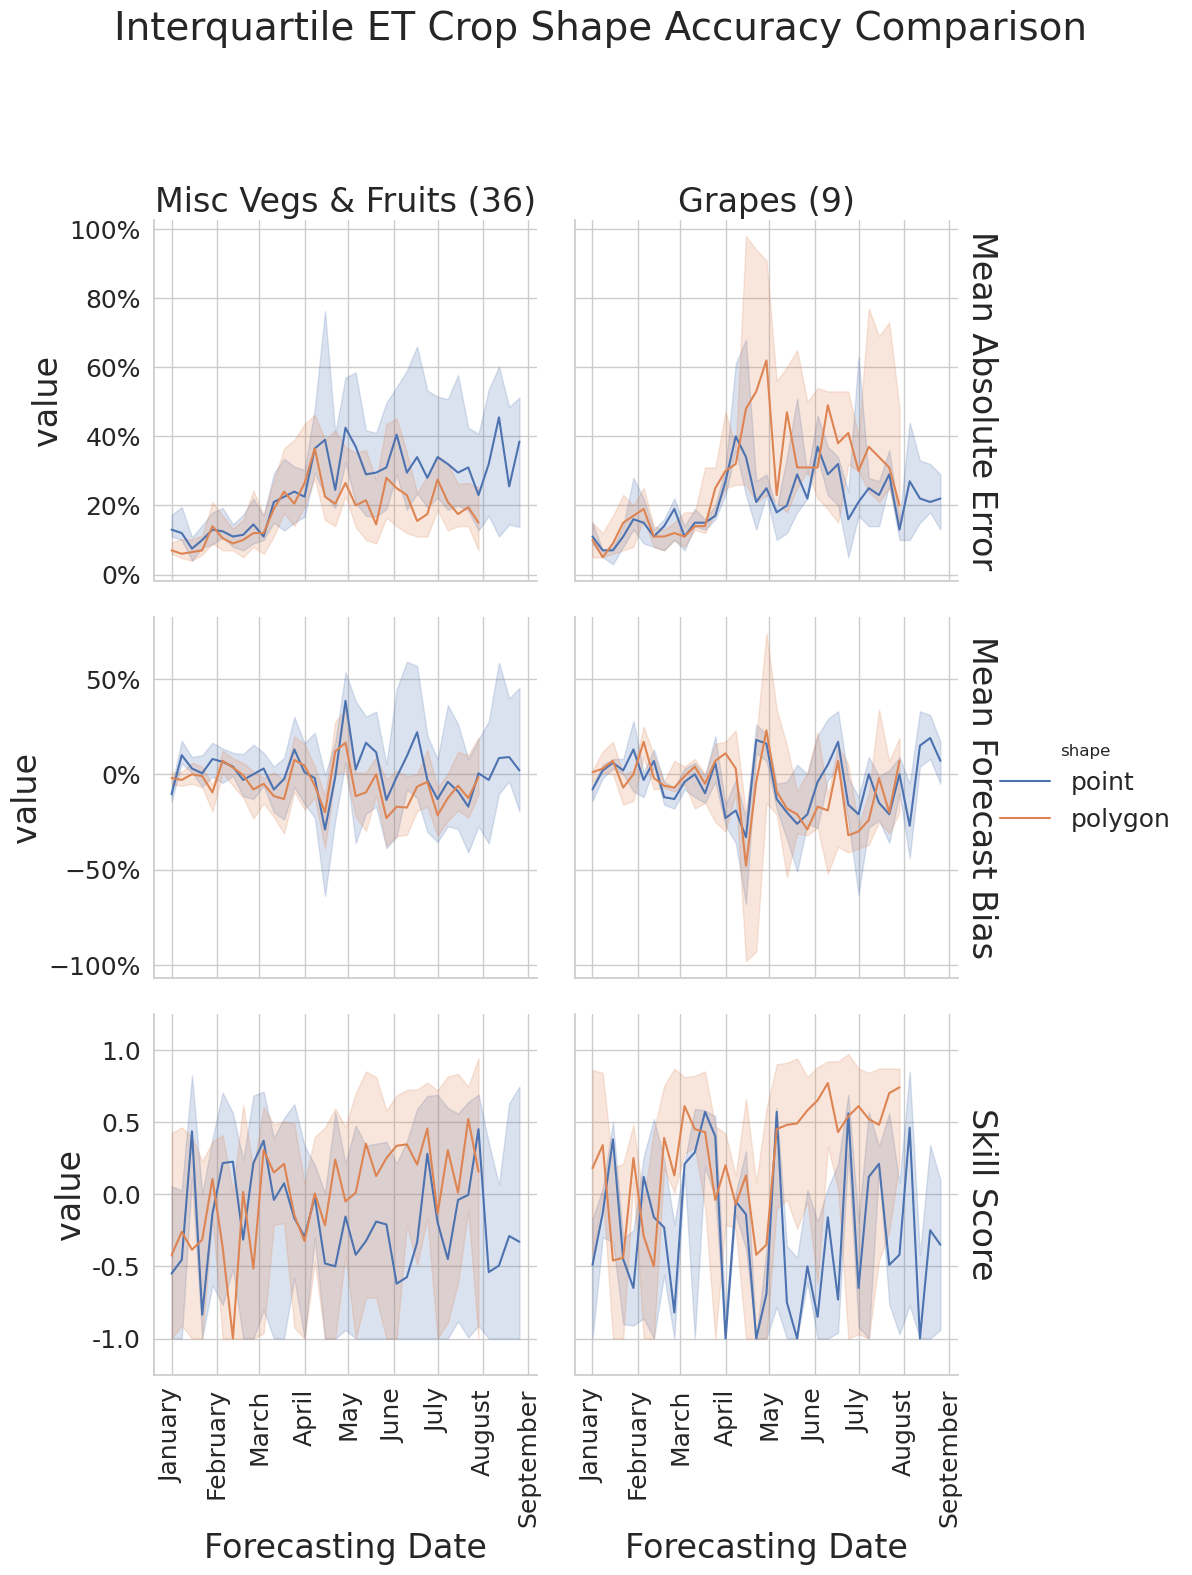 Interquartile ET Crop Shape Accuracy Comparison
Misc Vegs & Fruits (36)
Grapes (9)
100%
80%
60%
40%
20%
0%
value
Mean Absolute Error
50%
0%
−50%
−100%
value
Mean Forecast Bias
shape
point
polygon
1.0
0.5
0.0
-0.5
-1.0
value
Skill Score
January
February
March
April
May
June
July
August
September
January
February
March
April
May
June
July
August
September
Forecasting Date
Forecasting Date